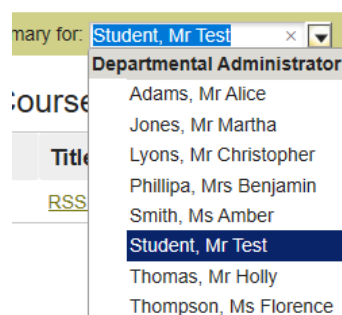 mary for: Student, Mr Test ×
Departmental Administrator
Course
Adams, Mr Alice
Jones, Mr Martha
Title
Lyons, Mr Christopher
Phillipa, Mrs Benjamin
RSS
Smith, Ms Amber
Student, Mr Test
Thomas, Mr Holly
Thompson, Ms Florence